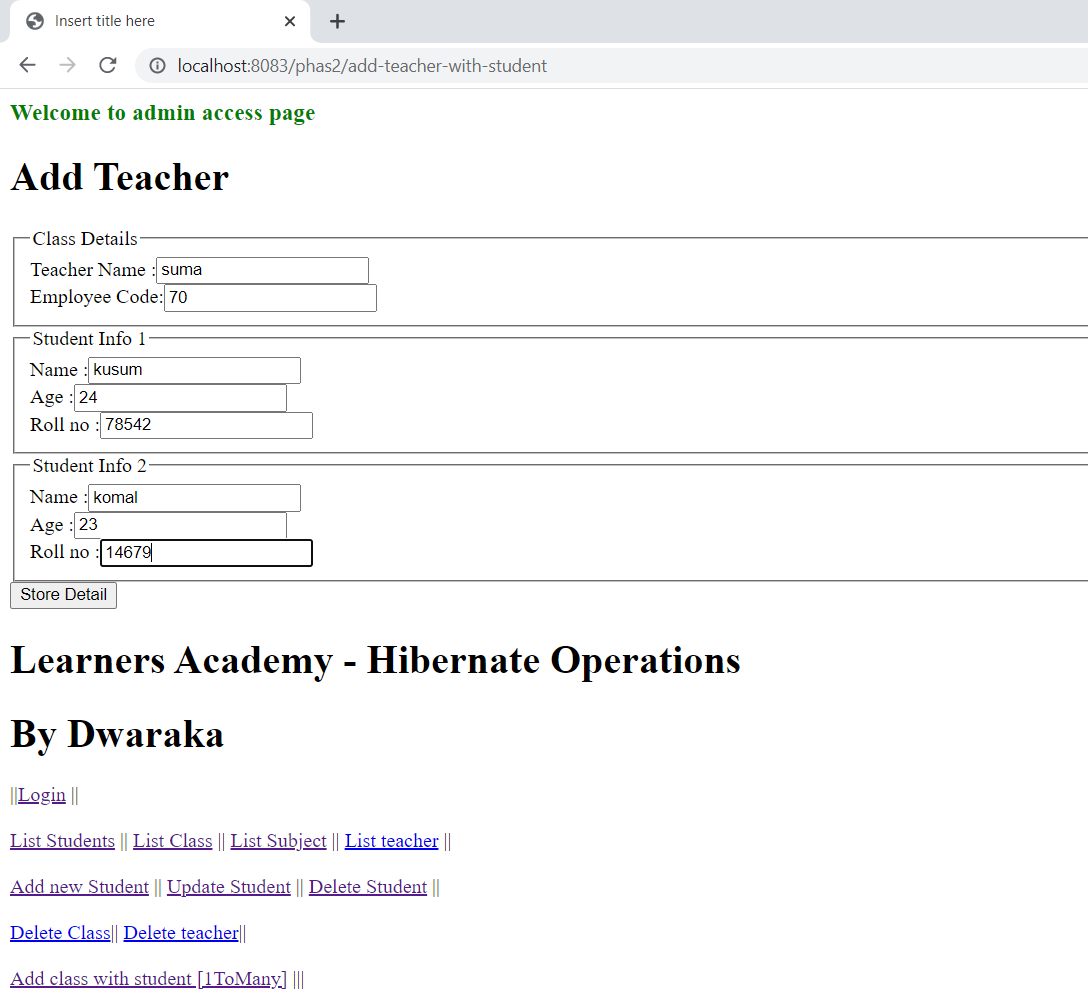 Insert title here
localhost:8083/phas2/add-teacher-with-student
Welcome to admin access page
Add Teacher
Class Details
Teacher Name :suma
Employee Code:70
Student Info 1
Name :kusum
Age :24
Roll no :78542
Student Info 2
Name :komal
Age :23
Roll no :14679
Store Detail
Learners Academy - Hibernate Operations
By Dwaraka
||Login ||
List Students || List Class || List Subject || List teacher ||
Add new Student || Update Student || Delete Student ||
Delete Class|| Delete teacher||
Add class with student [1ToMany] |||